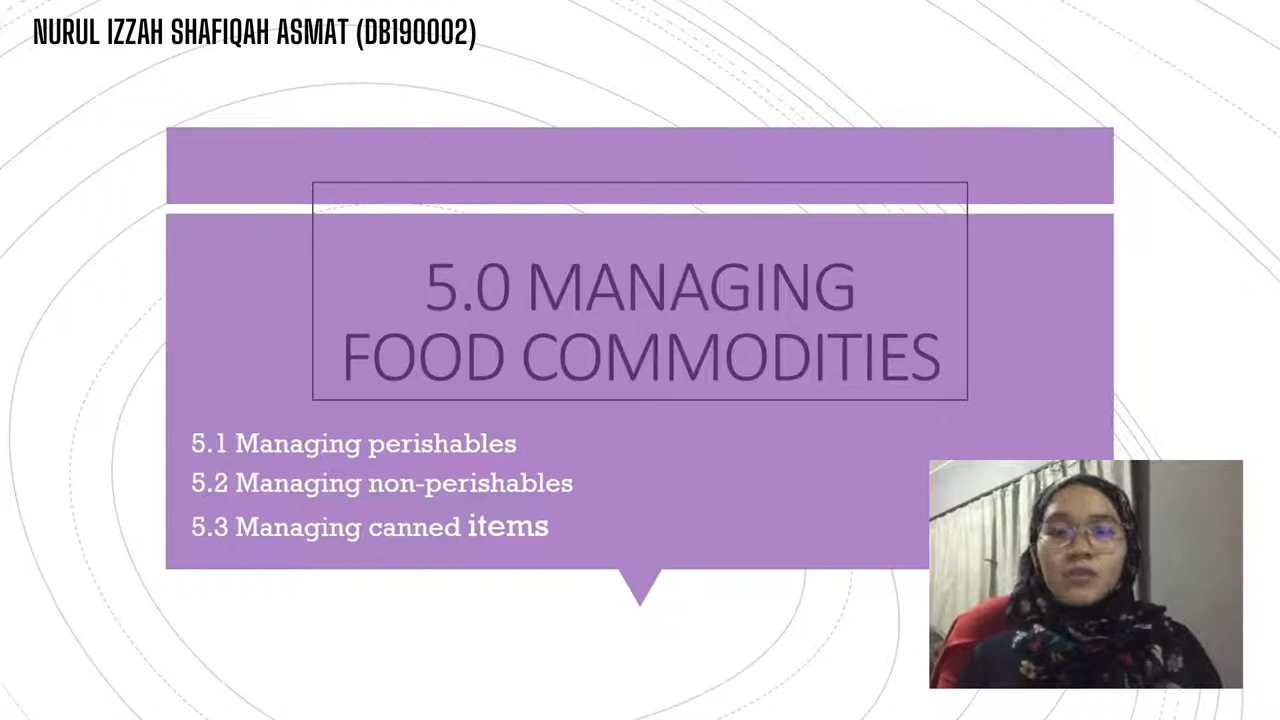 NURUL IZZAH SHAFIQAH ASMAT (DB190002)
5.0 MANAGING
FOOD COMMODITIES
5.1 Managing perishables
5.2 Managing non-perishables
5.3 Managing canned items